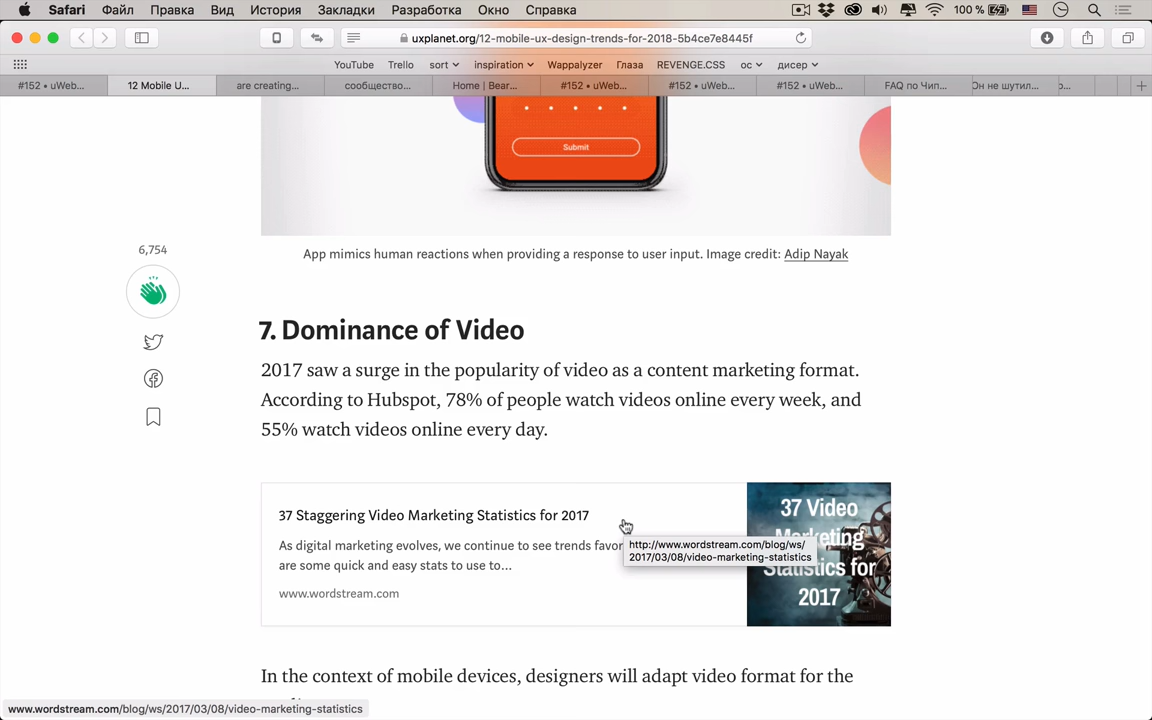 Safari Файл Правка Вид История Закладки Разработка Окно Справка 100 %
uxplanet.org/12-mobile-ux-design-trends-for-2018-5b4ce7e8445f
YouTube Trello sort inspiration Wappalyzer Глаза REVENGE.CSS ос дисер
#152 • uWeb... 12 Mobile U... are creating... сообщество... Home | Bear... #152 • uWeb... #152 • uWeb... #152 • uWeb... FAQ по Чип... Он не шутил...
Submit
App mimics human reactions when providing a response to user input. Image credit: Adip Nayak
6,754
7. Dominance of Video
2017 saw a surge in the popularity of video as a content marketing format.
According to Hubspot, 78% of people watch videos online every week, and
55% watch videos online every day.
37 Staggering Video Marketing Statistics for 2017
As digital marketing evolves, we continue to see trends favor
are some quick and easy stats to use to...
www.wordstream.com
http://www.wordstream.com/blog/ws/
2017/03/08/video-marketing-statistics
37 Video
Marketing
Statistics for
2017
In the context of mobile devices, designers will adapt video format for the
www.wordstream.com/blog/ws/2017/03/08/video-marketing-statistics